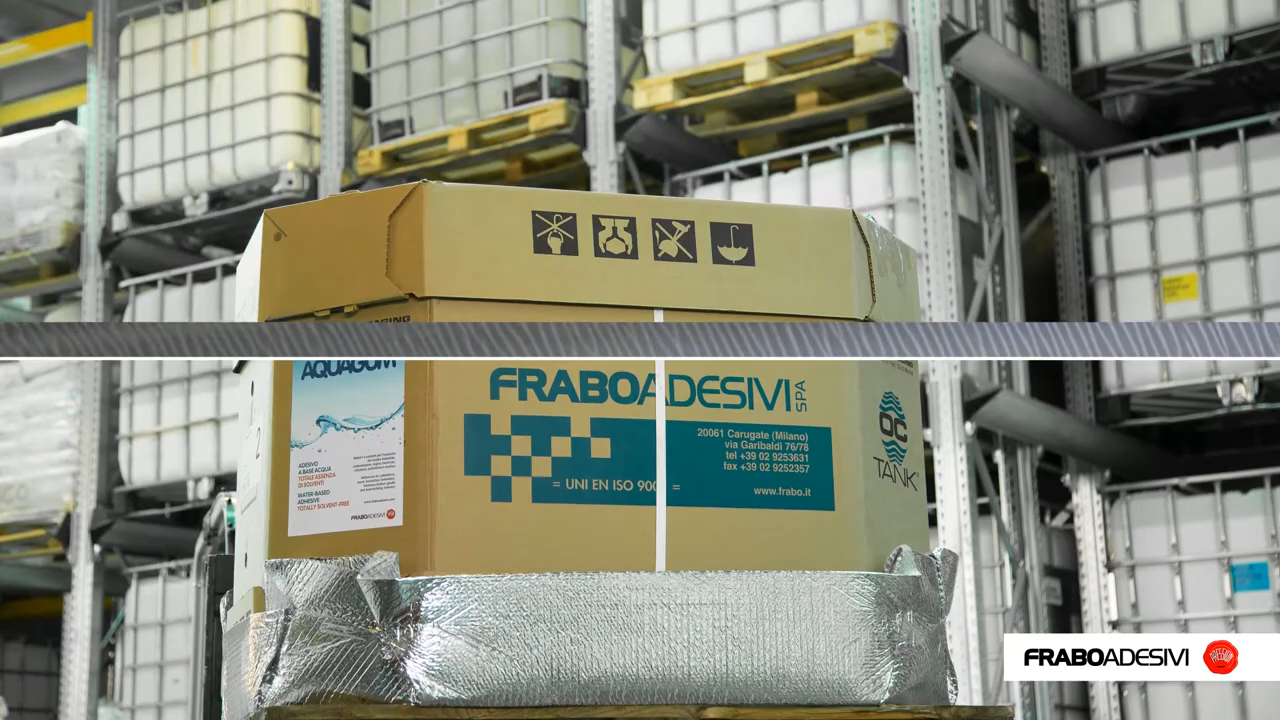 AQUAGUM
ADESIVO
A BASE ACQUA
TOTALE ASSENZA
DI SOLVENTI
WATER-BASED
ADHESIVE
TOTALLY SOLVENT-FREE
FRABOADESIVI
FRABOADESIVI SPA
20061 Carugate (Milano)
via Garibaldi 76/78
tel +39 02 9253631
fax +39 02 9252357
= UNI EN ISO 900 =
www.frabo.it
OC
TANK
2
FRABOADESIVI